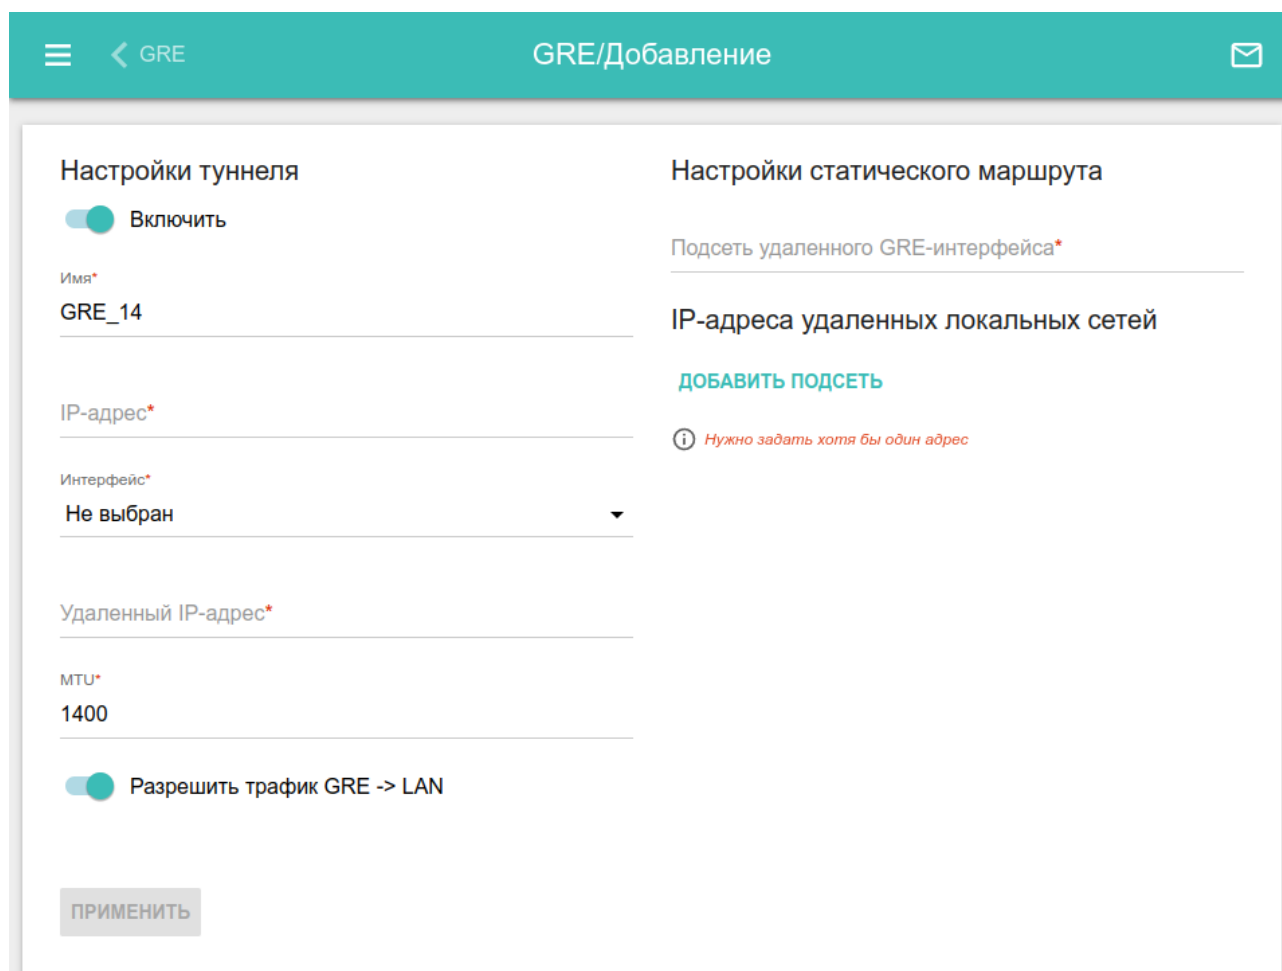 GRE
GRE/Добавление
Настройки туннеля
Включить
Имя*
GRE_14
IP-адрес*
Интерфейс*
Не выбран
Удаленный IP-адрес*
MTU*
1400
Разрешить трафик GRE -> LAN
ПРИМЕНИТЬ
Настройки статического маршрута
Подсеть удаленного GRE-интерфейса*
IP-адреса удаленных локальных сетей
ДОБАВИТЬ ПОДСЕТЬ
Нужно задать хотя бы один адрес